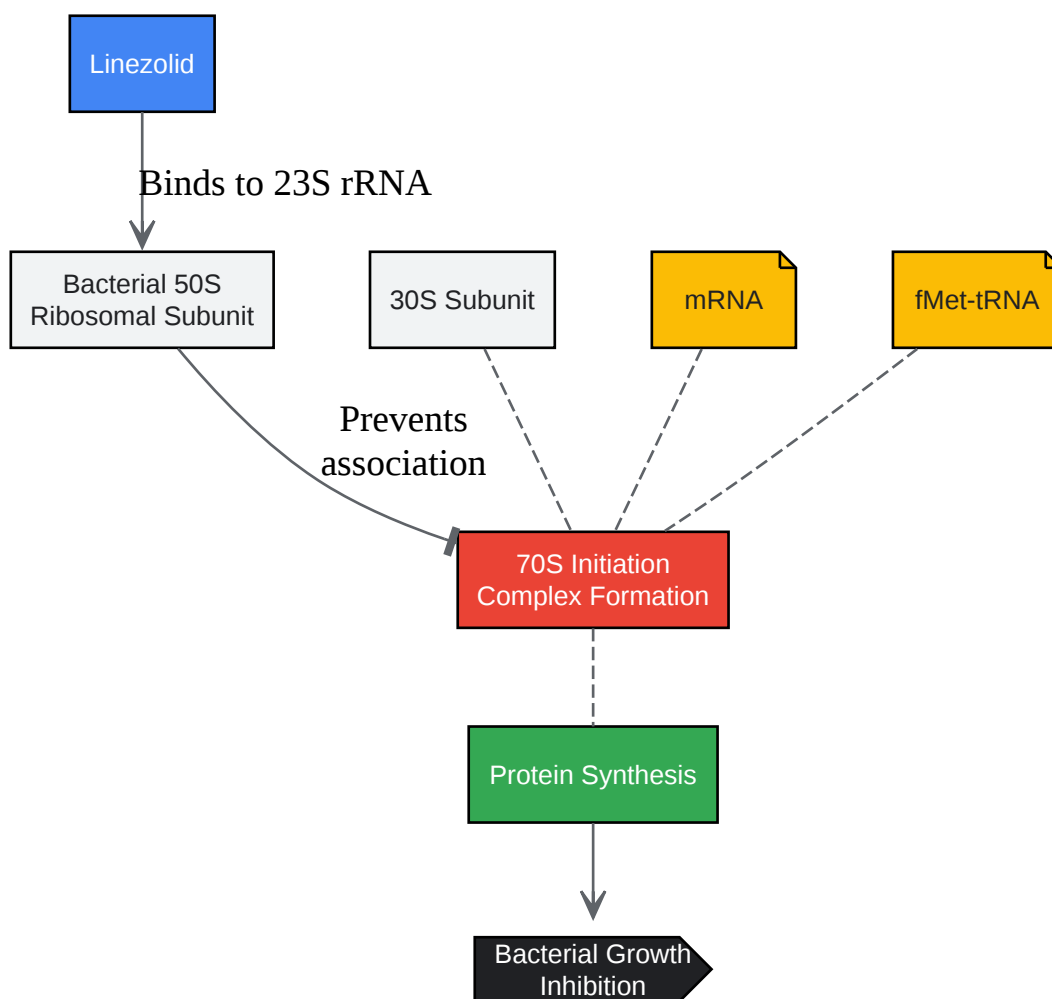 Linezolid
Binds to 23S rRNA
Bacterial 50S
Ribosomal Subunit
30S Subunit
mRNA
fMet-tRNA
Prevents
association
70S Initiation
Complex Formation
Protein Synthesis
Bacterial Growth
Inhibition